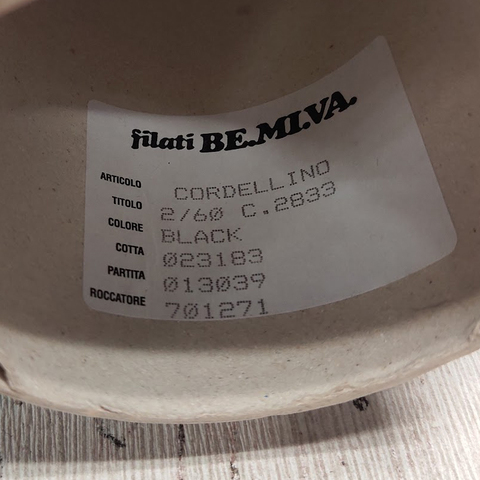 filati BE.MI.VA.
ARTICOLO CORDELLINO
TITOLO 2/60 C.2833
COLORE BLACK
COTTA 023183
PARTITA 013039
ROCCATORE 701271